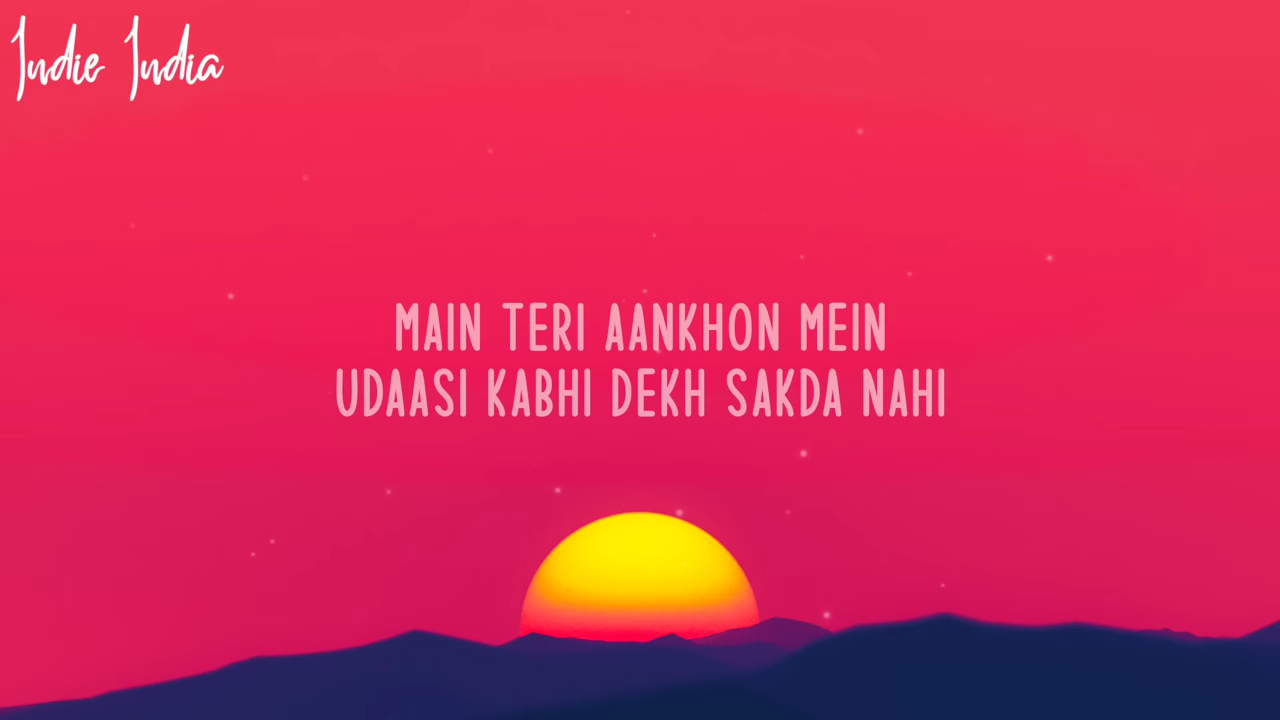 Indie India
MAIN TERI AANKHON MEIN
UDAASI KABHI DEKH SAKDA NAHI